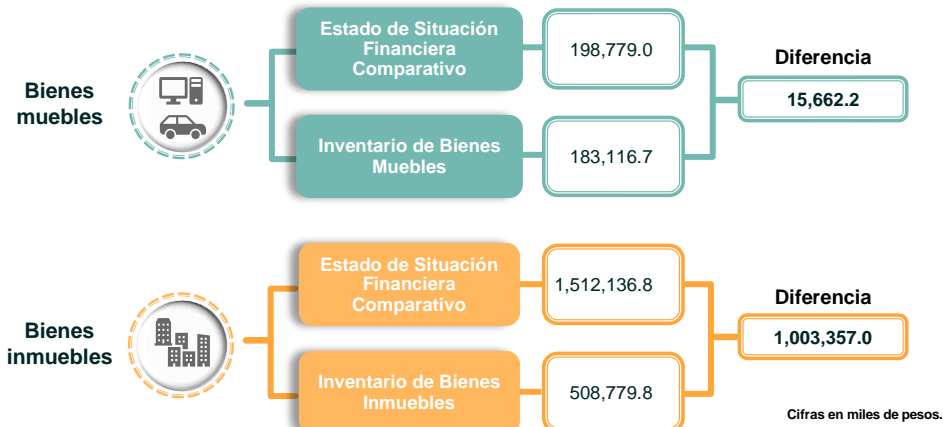 Bienes
muebles
Estado de Situación
Financiera
Comparativo
198,779.0
Inventario de Bienes
Muebles
183,116.7
Diferencia
15,662.2
Bienes
inmuebles
Estado de Situación
Financiera
Comparativo
1,512,136.8
Inventario de Bienes
Inmuebles
508,779.8
Diferencia
1,003,357.0
Cifras en miles de pesos.